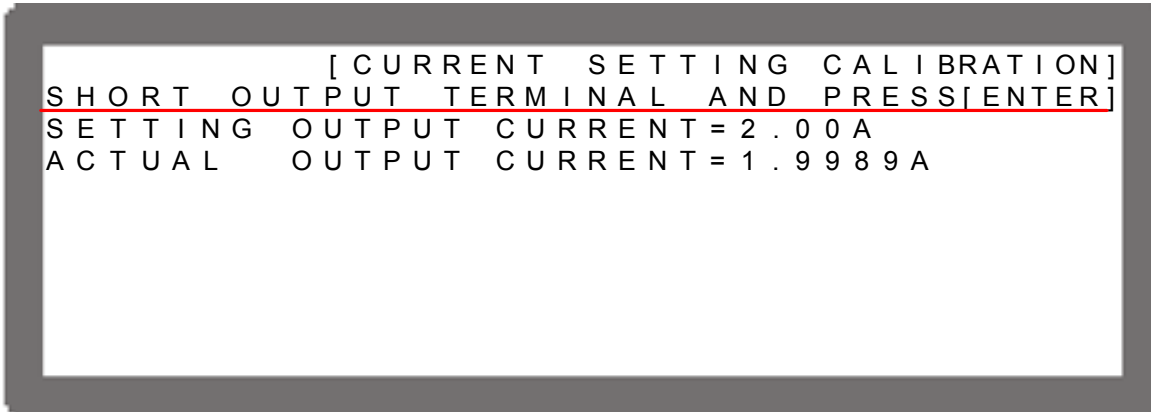 [CURRENT SETTING CALIBRATION]
SHORT OUTPUT TERMINAL AND PRESS[ENTER]
SETTING OUTPUT CURRENT=2.00A
ACTUAL OUTPUT CURRENT=1.9989A